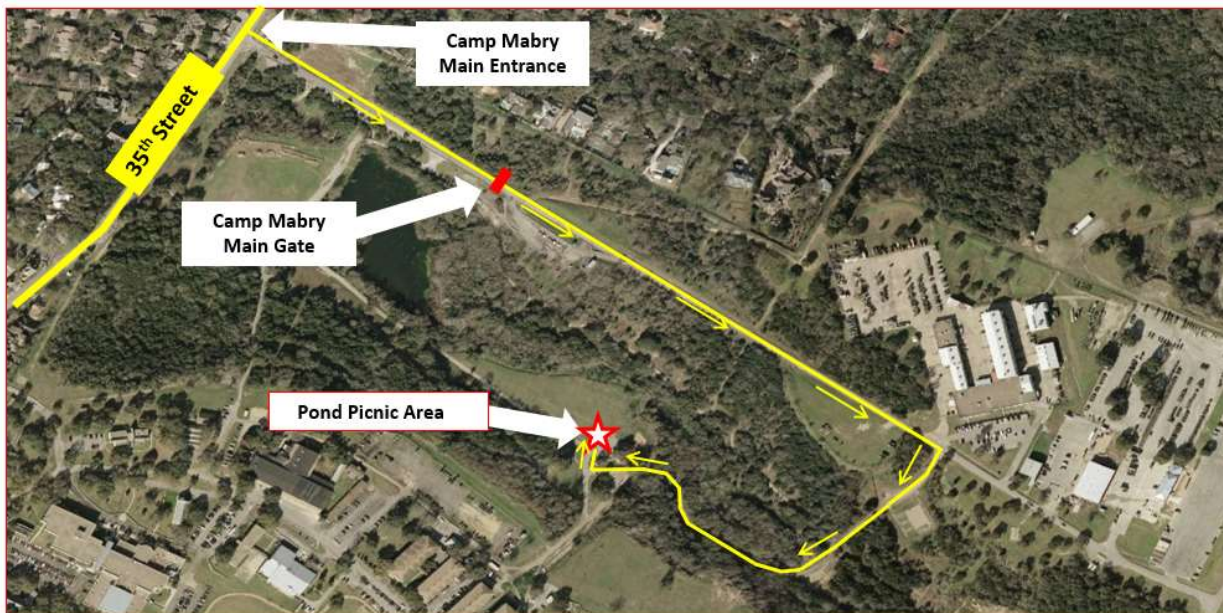 Camp Mabry
Main Entrance
35th Street
Camp Mabry
Main Gate
Pond Picnic Area